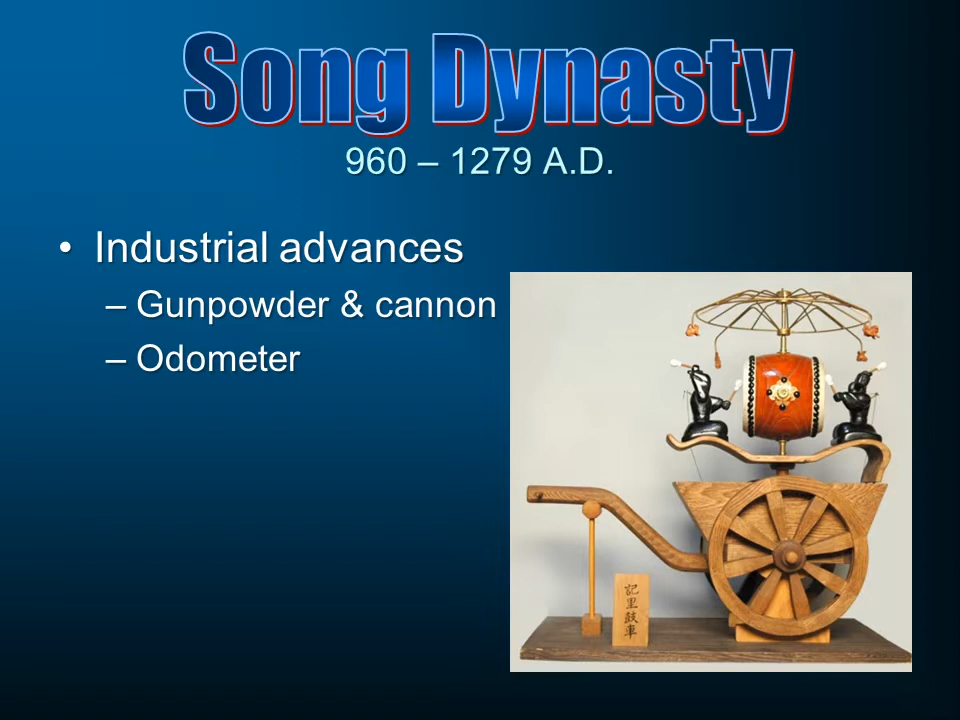 Song Dynasty
960 – 1279 A.D.
• Industrial advances
– Gunpowder & cannon
– Odometer
記里鼓車